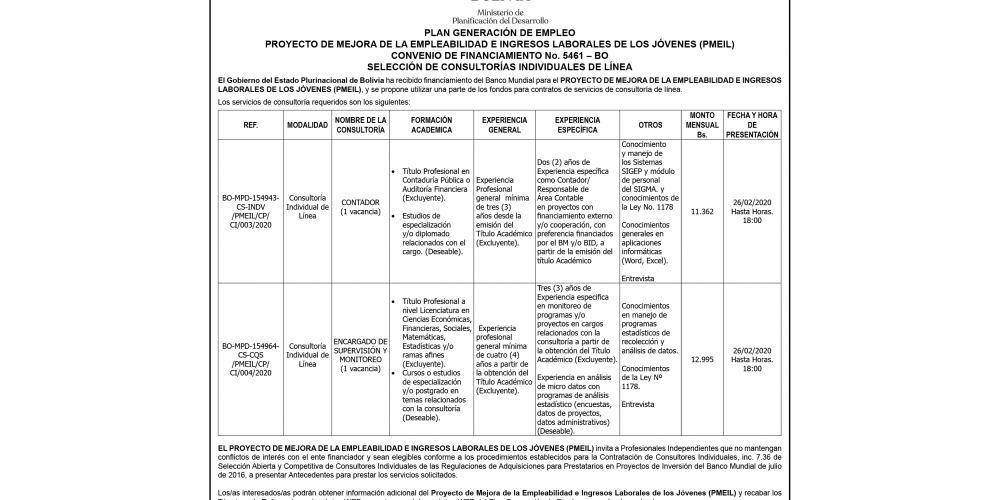 Ministerio de
Planificación del Desarrollo
PLAN GENERACIÓN DE EMPLEO
PROYECTO DE MEJORA DE LA EMPLEABILIDAD E INGRESOS LABORALES DE LOS JÓVENES (PMEIL)
CONVENIO DE FINANCIAMIENTO No. 5461 – BO
SELECCIÓN DE CONSULTORÍAS INDIVIDUALES DE LÍNEA
El Gobierno del Estado Plurinacional de Bolivia ha recibido financiamiento del Banco Mundial para el PROYECTO DE MEJORA DE LA EMPLEABILIDAD E INGRESOS
LABORALES DE LOS JÓVENES (PMEIL), y se propone utilizar una parte de los fondos para contratos de servicios de consultoría de línea.
Los servicios de consultoría requeridos son los siguientes:
REF.
MODALIDAD
NOMBRE DE LA
CONSULTORÍA
FORMACIÓN
ACADEMICA
EXPERIENCIA
GENERAL
EXPERIENCIA
ESPECÍFICA
OTROS
MONTO
MENSUAL
Bs.
FECHA Y HORA
DE
PRESENTACIÓN
BO-MPD-154943-
CS-INDV
/PMEIL/CP/
CI/003/2020
Consultoría
Individual de
Línea
CONTADOR
(1 vacancia)
• Título Profesional en
Contaduría Pública o
Auditoría Financiera
(Excluyente).
• Estudios de
especialización
y/o diplomado
relacionados con el
cargo. (Deseable).
Experiencia
Profesional
general mínima
de tres (3)
años desde la
emisión del
Título Académico
(Excluyente).
Dos (2) años de
Experiencia específica
como Contador/
Responsable de
Área Contable
en proyectos con
financiamiento externo
y/o cooperación, con
preferencia financiados
por el BM y/o BID, a
partir de la emisión del
título Académico
Conocimiento
y manejo de
los Sistemas
SIGEP y módulo
de personal
del SIGMA. y
conocimientos de
la Ley No. 1178
Conocimientos
generales en
aplicaciones
informáticas
(Word, Excel).
Entrevista
11.362
26/02/2020
Hasta Horas.
18:00
BO-MPD-154964-
CS-CQS
/PMEIL/CP/
CI/004/2020
Consultoría
Individual de
Línea
ENCARGADO DE
SUPERVISIÓN Y
MONITOREO
(1 vacancia)
• Título Profesional a
nivel Licenciatura en
Ciencias Económicas,
Financieras, Sociales,
Matemáticas,
Estadísticas y/o
ramas afines
(Excluyente).
• Cursos o estudios
de especialización
y/o postgrado en
temas relacionados
con la consultoría
(Deseable).
Experiencia
profesional
general mínima
de cuatro (4)
años a partir de
la obtención del
Título Académico
(Excluyente).
Tres (3) años de
Experiencia especifica
en monitoreo de
programas y/o
proyectos en cargos
relacionados con la
consultoría a partir de
la obtención del Título
Académico (Excluyente).
Experiencia en análisis
de micro datos con
programas de análisis
estadístico (encuestas,
datos de proyectos,
datos administrativos)
(Deseable).
Conocimientos
en manejo de
programas
estadísticos de
recolección y
análisis de datos.
Conocimientos
de la Ley Nº
1178.
Entrevista
12.995
26/02/2020
Hasta Horas.
18:00
EL PROYECTO DE MEJORA DE LA EMPLEABILIDAD E INGRESOS LABORALES DE LOS JÓVENES (PMEIL) invita a Profesionales Independientes que no mantengan
conflictos de interés con el ente financiador y sean elegibles conforme a los procedimientos establecidos para la Contratación de Consultores Individuales, inc. 7.36 de
Selección Abierta y Competitiva de Consultores Individuales de las Regulaciones de Adquisiciones para Prestatarios en Proyectos de Inversión del Banco Mundial de julio
de 2016, a presentar Antecedentes para prestar los servicios solicitados.
Los/as interesados/as podrán obtener información adicional del Proyecto de Mejora de la Empleabilidad e Ingresos Laborales de los Jóvenes (PMEIL) y recabar los